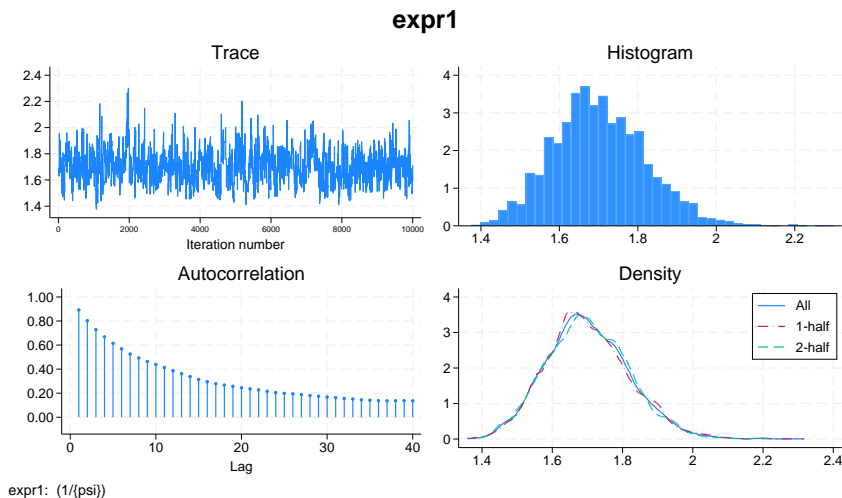 expr1
Trace
2.4
2.2
2
1.8
1.6
1.4
0 2000 4000 6000 8000 10000
Iteration number
Histogram
4
3
2
1
0
1.4 1.6 1.8 2 2.2
Autocorrelation
1.00
0.80
0.60
0.40
0.20
0.00
0 10 20 30 40
Lag
Density
4
3
2
1
0
1.4 1.6 1.8 2 2.2 2.4
All
1-half
2-half
expr1: (1/{psi})